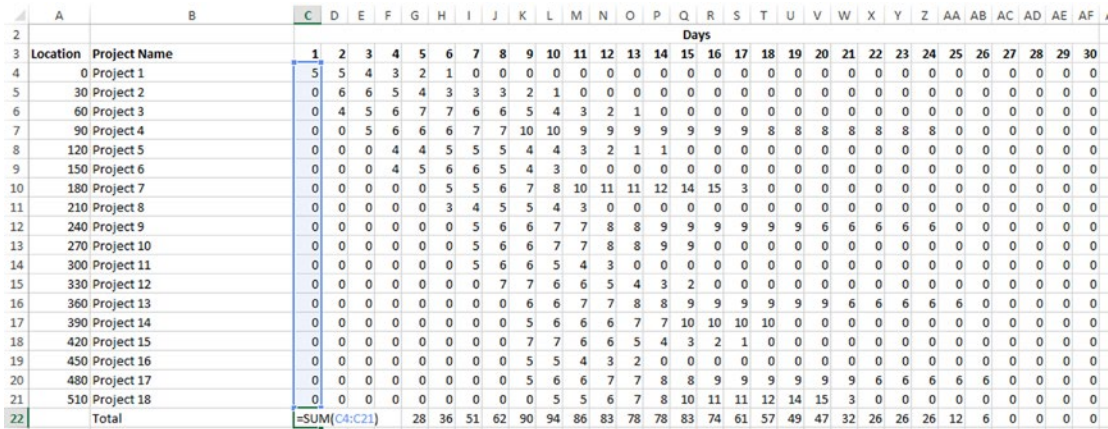 A B C D E F G H I J K L M N O P Q R S T U V W X Y Z AA AB AC AD AE AF
2 Days
3 Location Project Name 1 2 3 4 5 6 7 8 9 10 11 12 13 14 15 16 17 18 19 20 21 22 23 24 25 26 27 28 29 30
4 0 Project 1 5 5 4 3 2 1 0 0 0 0 0 0 0 0 0 0 0 0 0 0 0 0 0 0 0 0 0 0 0 0
5 30 Project 2 0 6 6 5 4 3 3 3 2 1 0 0 0 0 0 0 0 0 0 0 0 0 0 0 0 0 0 0 0 0
6 60 Project 3 0 4 5 6 7 7 6 6 5 4 3 2 1 0 0 0 0 0 0 0 0 0 0 0 0 0 0 0 0 0
7 90 Project 4 0 0 5 6 6 6 7 7 10 10 9 9 9 9 9 9 9 8 8 8 8 8 8 8 0 0 0 0 0 0
8 120 Project 5 0 0 0 4 4 5 5 5 4 4 3 2 1 1 0 0 0 0 0 0 0 0 0 0 0 0 0 0 0 0
9 150 Project 6 0 0 0 4 5 6 6 5 4 3 0 0 0 0 0 0 0 0 0 0 0 0 0 0 0 0 0 0 0 0
10 180 Project 7 0 0 0 0 0 5 5 6 7 8 10 11 11 12 14 15 3 0 0 0 0 0 0 0 0 0 0 0 0 0
11 210 Project 8 0 0 0 0 0 3 4 5 5 4 3 0 0 0 0 0 0 0 0 0 0 0 0 0 0 0 0 0 0 0
12 240 Project 9 0 0 0 0 0 0 5 6 6 7 7 8 8 9 9 9 9 9 9 6 6 6 6 6 0 0 0 0 0 0
13 270 Project 10 0 0 0 0 0 0 5 6 6 7 7 8 8 9 9 0 0 0 0 0 0 0 0 0 0 0 0 0 0 0
14 300 Project 11 0 0 0 0 0 0 5 6 6 5 4 3 0 0 0 0 0 0 0 0 0 0 0 0 0 0 0 0 0 0
15 330 Project 12 0 0 0 0 0 0 0 7 7 6 6 5 4 3 2 0 0 0 0 0 0 0 0 0 0 0 0 0 0 0
16 360 Project 13 0 0 0 0 0 0 0 0 6 6 7 7 8 8 9 9 9 9 9 9 6 6 6 6 6 0 0 0 0 0
17 390 Project 14 0 0 0 0 0 0 0 0 5 6 6 6 7 7 10 10 10 10 0 0 0 0 0 0 0 0 0 0 0 0
18 420 Project 15 0 0 0 0 0 0 0 0 7 7 6 6 5 4 3 2 1 0 0 0 0 0 0 0 0 0 0 0 0 0
19 450 Project 16 0 0 0 0 0 0 0 0 5 5 4 3 2 0 0 0 0 0 0 0 0 0 0 0 0 0 0 0 0 0
20 480 Project 17 0 0 0 0 0 0 0 0 5 6 6 7 7 8 8 9 9 9 9 9 9 6 6 6 6 6 0 0 0 0
21 510 Project 18 0 0 0 0 0 0 0 0 0 5 5 6 7 8 10 11 11 12 14 15 3 0 0 0 0 0 0 0 0 0
22 Total =SUM(C4:C21) 28 36 51 62 90 94 86 83 78 78 83 74 61 57 49 47 32 26 26 26 12 6 0 0 0 0